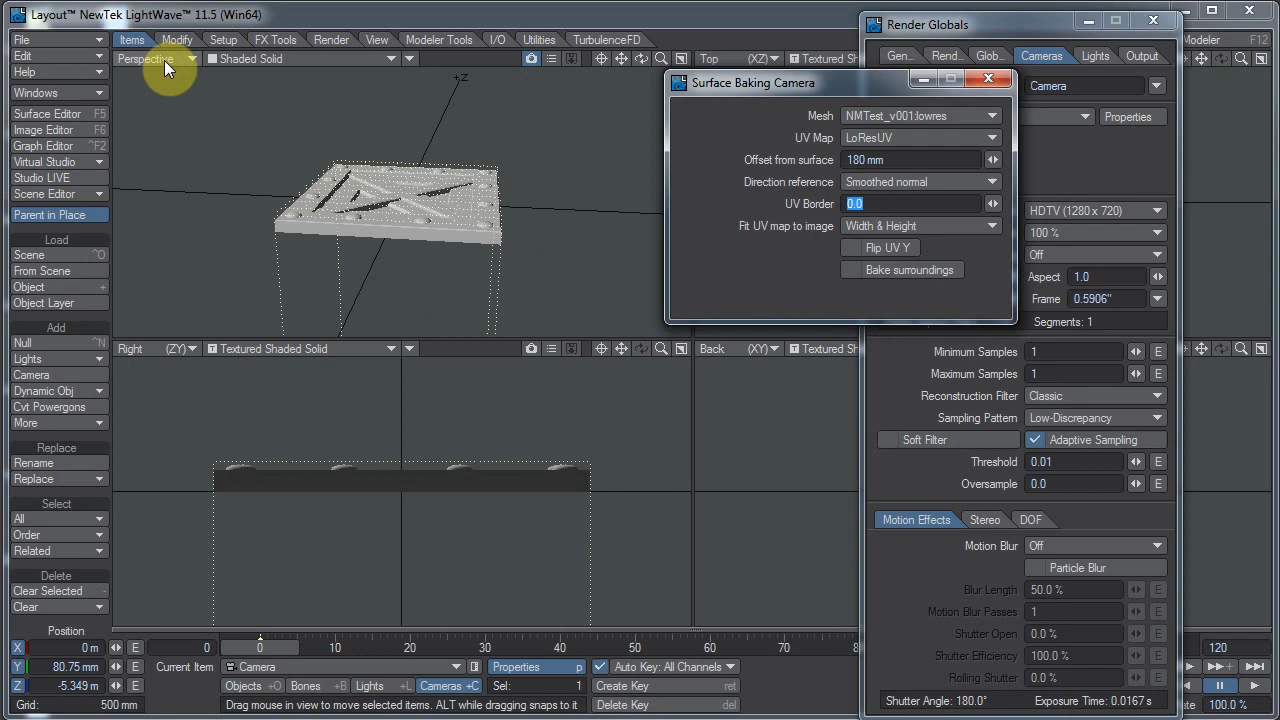 Layout™ NewTek LightWave™ 11.5 (Win64)
Items Modify Setup FX Tools Render View Modeler Tools I/O Utilities TurbulenceFD
Modeler F12
File
Edit
Help
Windows
Surface Editor F5
Image Editor F6
Graph Editor ^F2
Virtual Studio
Studio LIVE
Scene Editor
Parent in Place
Load
Scene ^O
From Scene
Object +
Object Layer
Add
Null ^N
Lights
Camera
Dynamic Obj
Cvt Powergons
More
Replace
Rename
Replace
Select
All
Order
Related
Delete
Clear Selected -
Clear
Perspective Shaded Solid
Top (XZ) Textured Sh
+Z
Right (ZY) Textured Shaded Solid
Back (XY) Textured Sha
Surface Baking Camera
Mesh NMTest_v001:lowres
UV Map LoResUV
Offset from surface 180 mm
Direction reference Smoothed normal
UV Border 0.0
Fit UV map to image Width & Height
Flip UV Y
Bake surroundings
Render Globals
Gen... Rend... Glob... Cameras Lights Output
Camera
Properties
HDTV (1280 x 720)
100 %
Off
Aspect 1.0
Frame 0.5906"
Segments: 1
Minimum Samples 1 E
Maximum Samples 1 E
Reconstruction Filter Classic
Sampling Pattern Low-Discrepancy
Soft Filter Adaptive Sampling
Threshold 0.01 E
Oversample 0.0 E
Motion Effects Stereo DOF
Motion Blur Off
Particle Blur
Blur Length 50.0 % E
Motion Blur Passes 1 E
Shutter Open 0.0 % E
Shutter Efficiency 100.0 % E
Rolling Shutter 0.0 % E
Shutter Angle: 180.0° Exposure Time: 0.0167s
Position
X 0 m E
Y 80.75 mm E
Z -5.349 m E
Grid: 500 mm
0 0 10 20 30 40 50 60 70 80 120
Current Item Camera Properties p Auto Key: All Channels
Objects +O Bones +B Lights +L Cameras +C Sel: 1 Create Key ret
Drag mouse in view to move selected items. ALT while dragging snaps to it Delete Key del
100.0 %